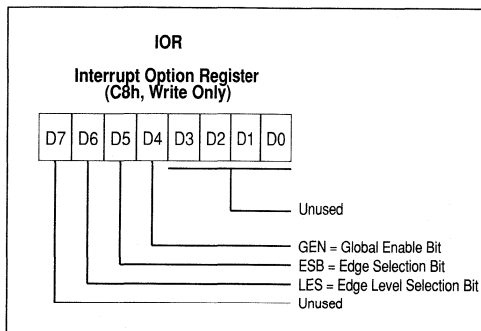 IOR
Interrupt Option Register
(C8h, Write Only)
D7 D6 D5 D4 D3 D2 D1 D0
Unused
GEN = Global Enable Bit
ESB = Edge Selection Bit
LES = Edge Level Selection Bit
Unused